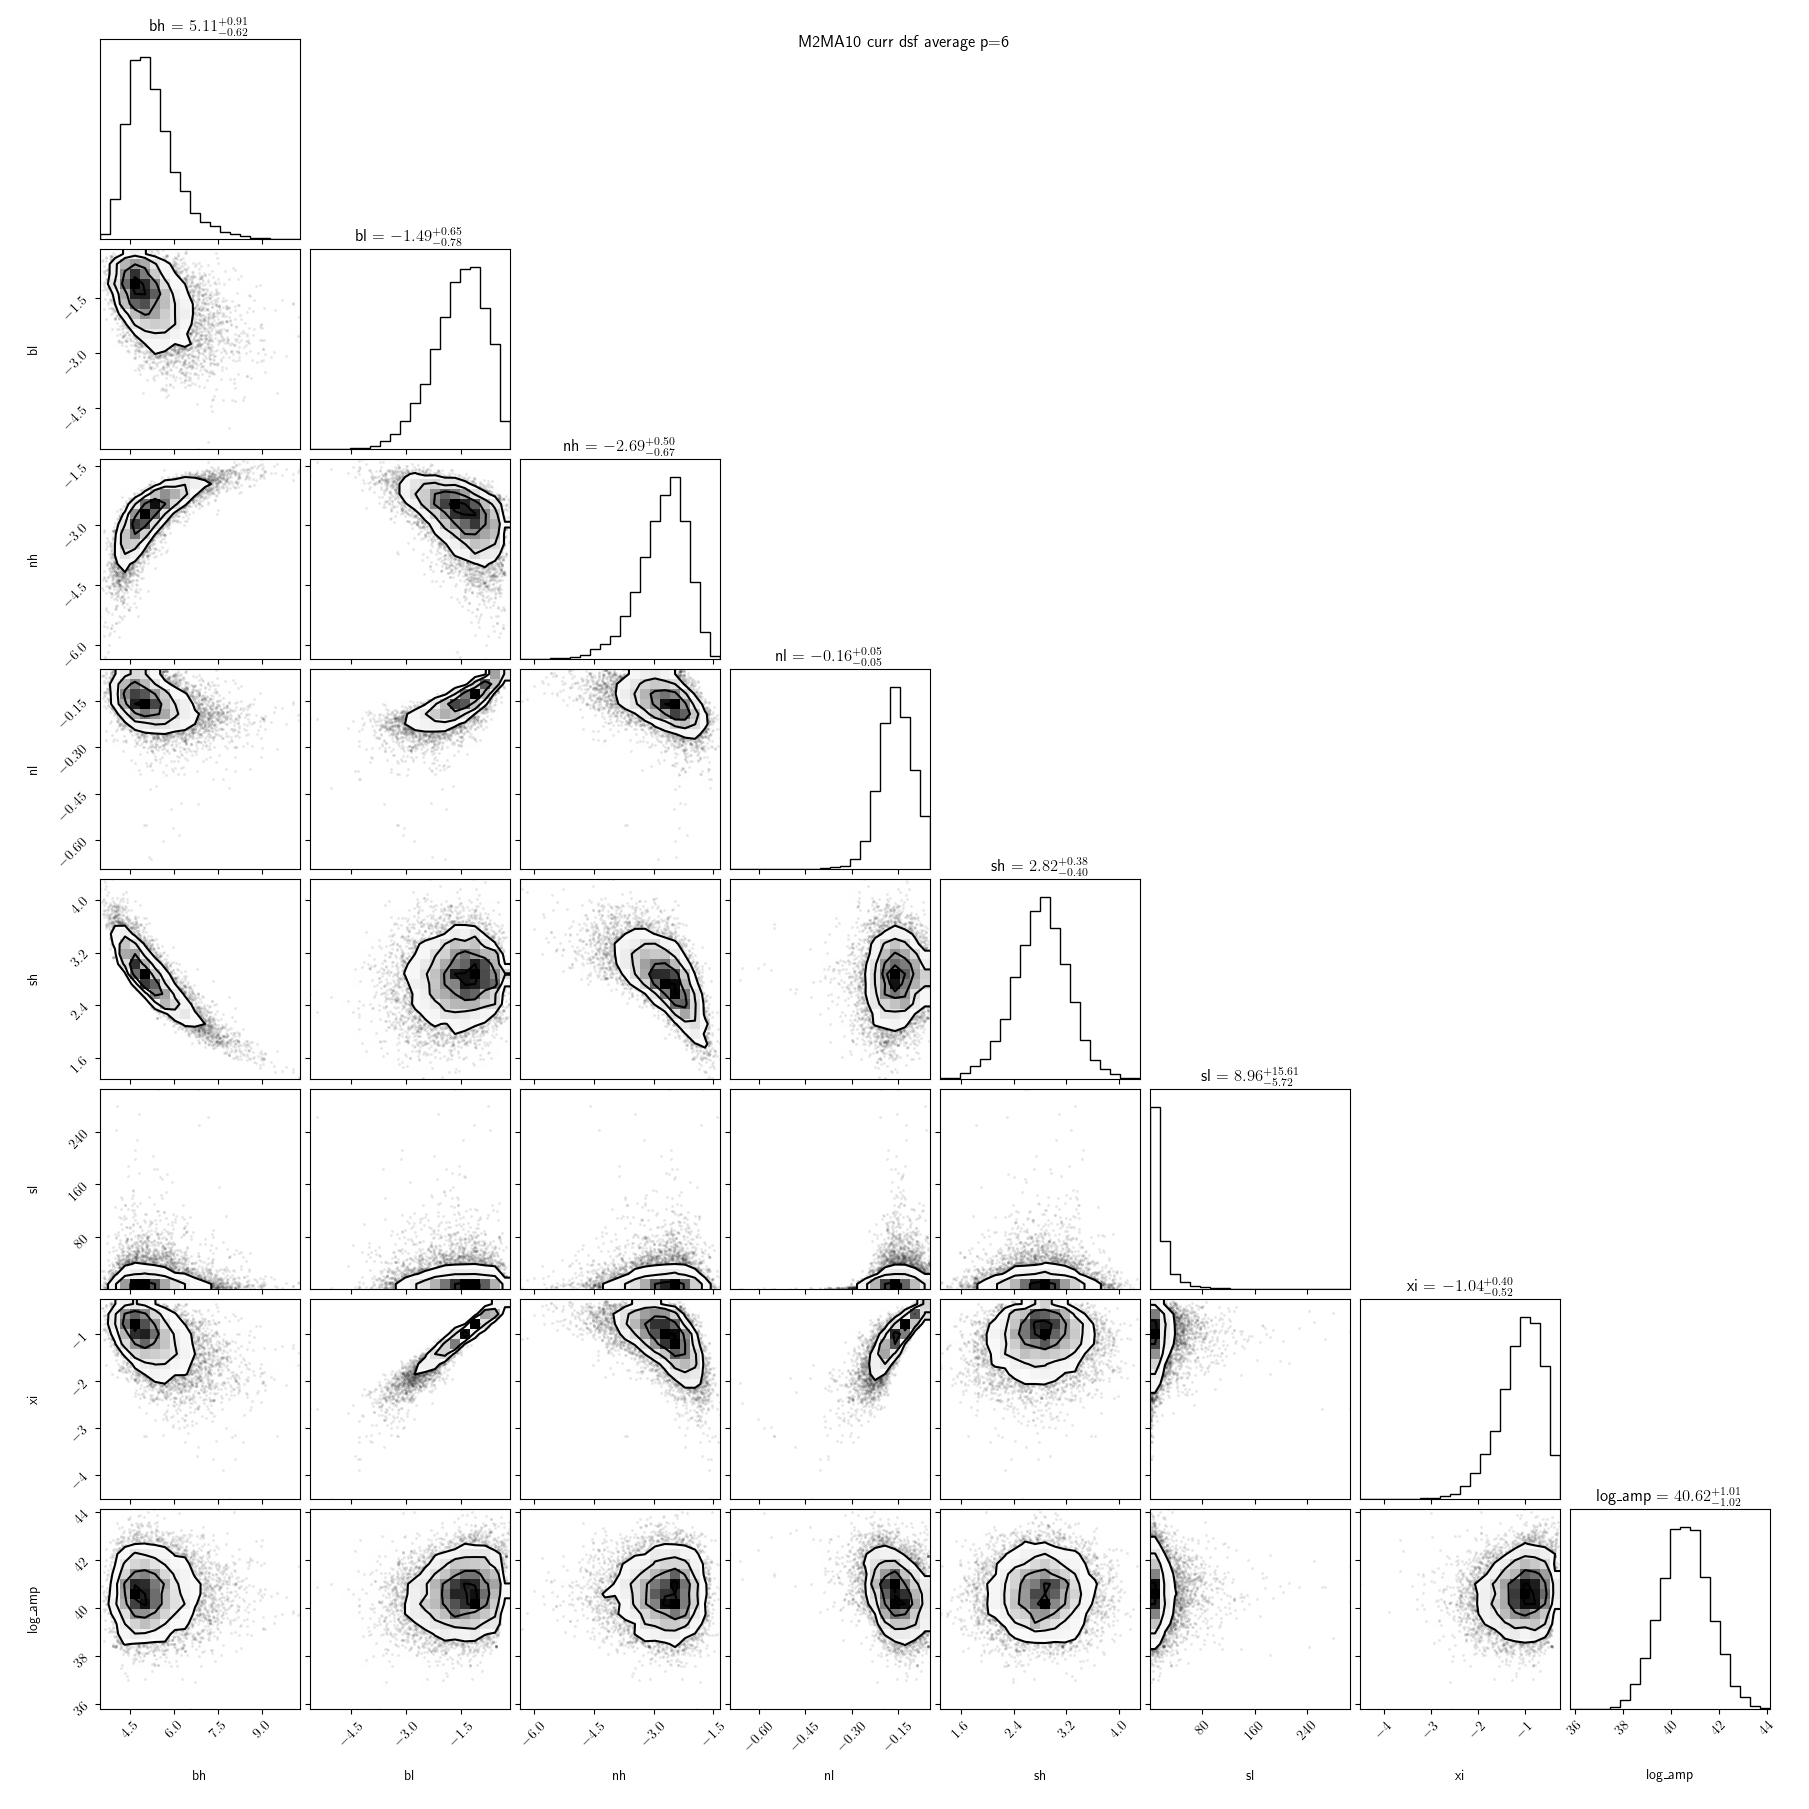 M2MA10 curr dsf average p=6
bh = 5.11^{+0.91}_{-0.62}
bl = −1.49^{+0.65}_{-0.78}
nh = −2.69^{+0.50}_{-0.67}
nl = −0.16^{+0.05}_{-0.05}
sh = 2.82^{+0.38}_{-0.40}
sl = 8.96^{+15.61}_{-5.72}
xi = −1.04^{+0.40}_{-0.52}
log_amp = 40.62^{+1.01}_{-1.02}
bl
−1.5
−3.0
−4.5
nh
−1.5
−3.0
−4.5
−6.0
nl
−0.15
−0.30
−0.45
−0.60
sh
4.0
3.2
2.4
1.6
sl
240
160
80
xi
−1
−2
−3
−4
log_amp
44
42
40
38
36
4.5 6.0 7.5 9.0
−4.5 −3.0 −1.5
−6.0 −4.5 −3.0 −1.5
−0.60 −0.45 −0.30 −0.15
1.6 2.4 3.2 4.0
80 160 240
−4 −3 −2 −1
36 38 40 42 44
bh bl nh nl sh sl xi log_amp